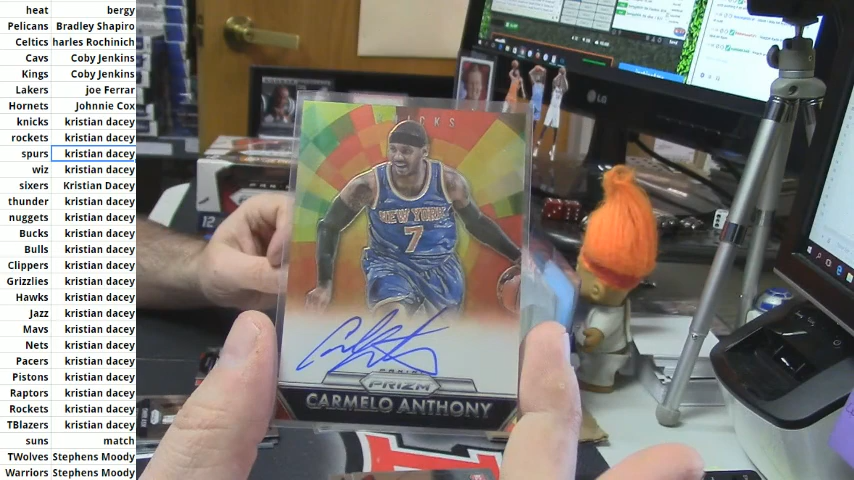 heat bergy
Pelicans Bradley Shapiro
Celtics harles Rochinich
Cavs Coby Jenkins
Kings Coby Jenkins
Lakers joe Ferrar
Hornets Johnnie Cox
knicks kristian dacey
rockets kristian dacey
spurs kristian dacey
wiz kristian dacey
sixers Kristian Dacey
thunder kristian dacey
nuggets kristian dacey
Bucks kristian dacey
Bulls kristian dacey
Clippers kristian dacey
Grizzlies kristian dacey
Hawks kristian dacey
Jazz kristian dacey
Mavs kristian dacey
Nets kristian dacey
Pacers kristian dacey
Pistons kristian dacey
Raptors kristian dacey
Rockets kristian dacey
TBlazers kristian dacey
suns match
TWolves Stephens Moody
Warriors Stephens Moody
NEW YORK
7
PANINI
PRIZM
CARMELO ANTHONY
LG
12